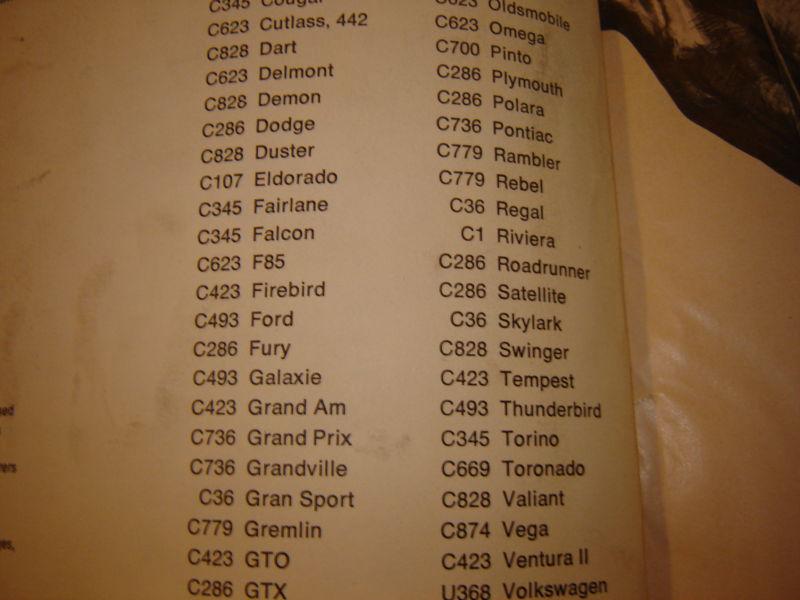 C345 Cougar
C623 Cutlass, 442
C828 Dart
C623 Delmont
C828 Demon
C286 Dodge
C828 Duster
C107 Eldorado
C345 Fairlane
C345 Falcon
C623 F85
C423 Firebird
C493 Ford
C286 Fury
C493 Galaxie
C423 Grand Am
C736 Grand Prix
C736 Grandville
C36 Gran Sport
C779 Gremlin
C423 GTO
C286 GTX
C623 Oldsmobile
C623 Omega
C700 Pinto
C286 Plymouth
C286 Polara
C736 Pontiac
C779 Rambler
C779 Rebel
C36 Regal
C1 Riviera
C286 Roadrunner
C286 Satellite
C36 Skylark
C828 Swinger
C423 Tempest
C493 Thunderbird
C345 Torino
C669 Toronado
C828 Valiant
C874 Vega
C423 Ventura II
U368 Volkswagen